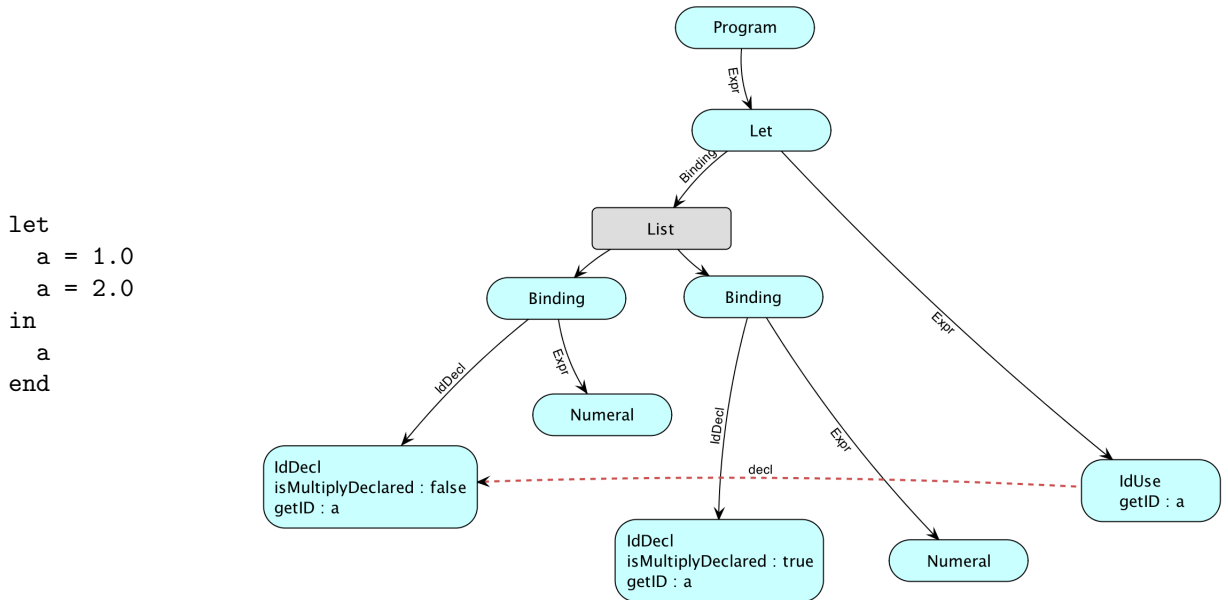 let
a = 1.0
a = 2.0
in
a
end
Program
Expr
Let
Binding
List
Binding
Binding
Expr
IdDecl
Expr
Numeral
IdDecl
Expr
IdDecl
isMultiplyDeclared : false
getID : a
decl
IdUse
getID : a
IdDecl
isMultiplyDeclared : true
getID : a
Numeral